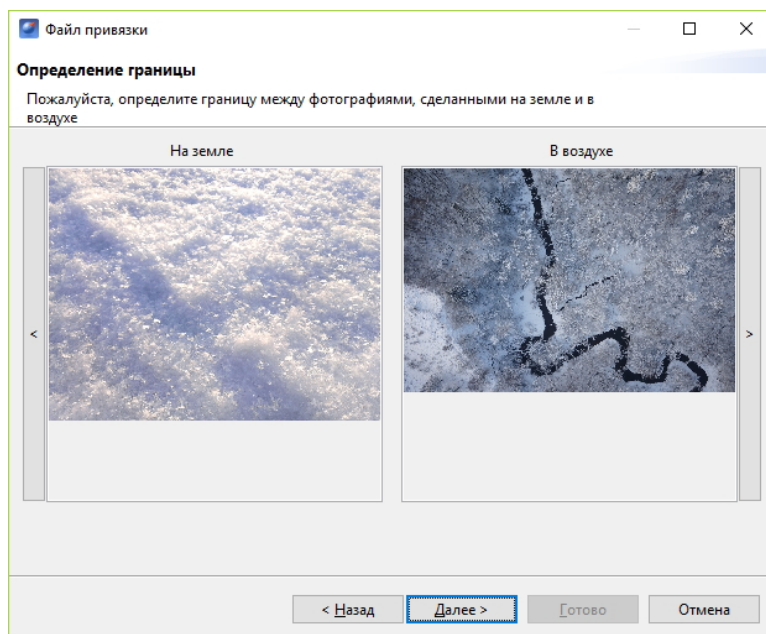 Файл привязки
Определение границы
Пожалуйста, определите границу между фотографиями, сделанными на земле и в
воздухе
На земле
В воздухе
<
>
< Назад
Далее >
Готово
Отмена